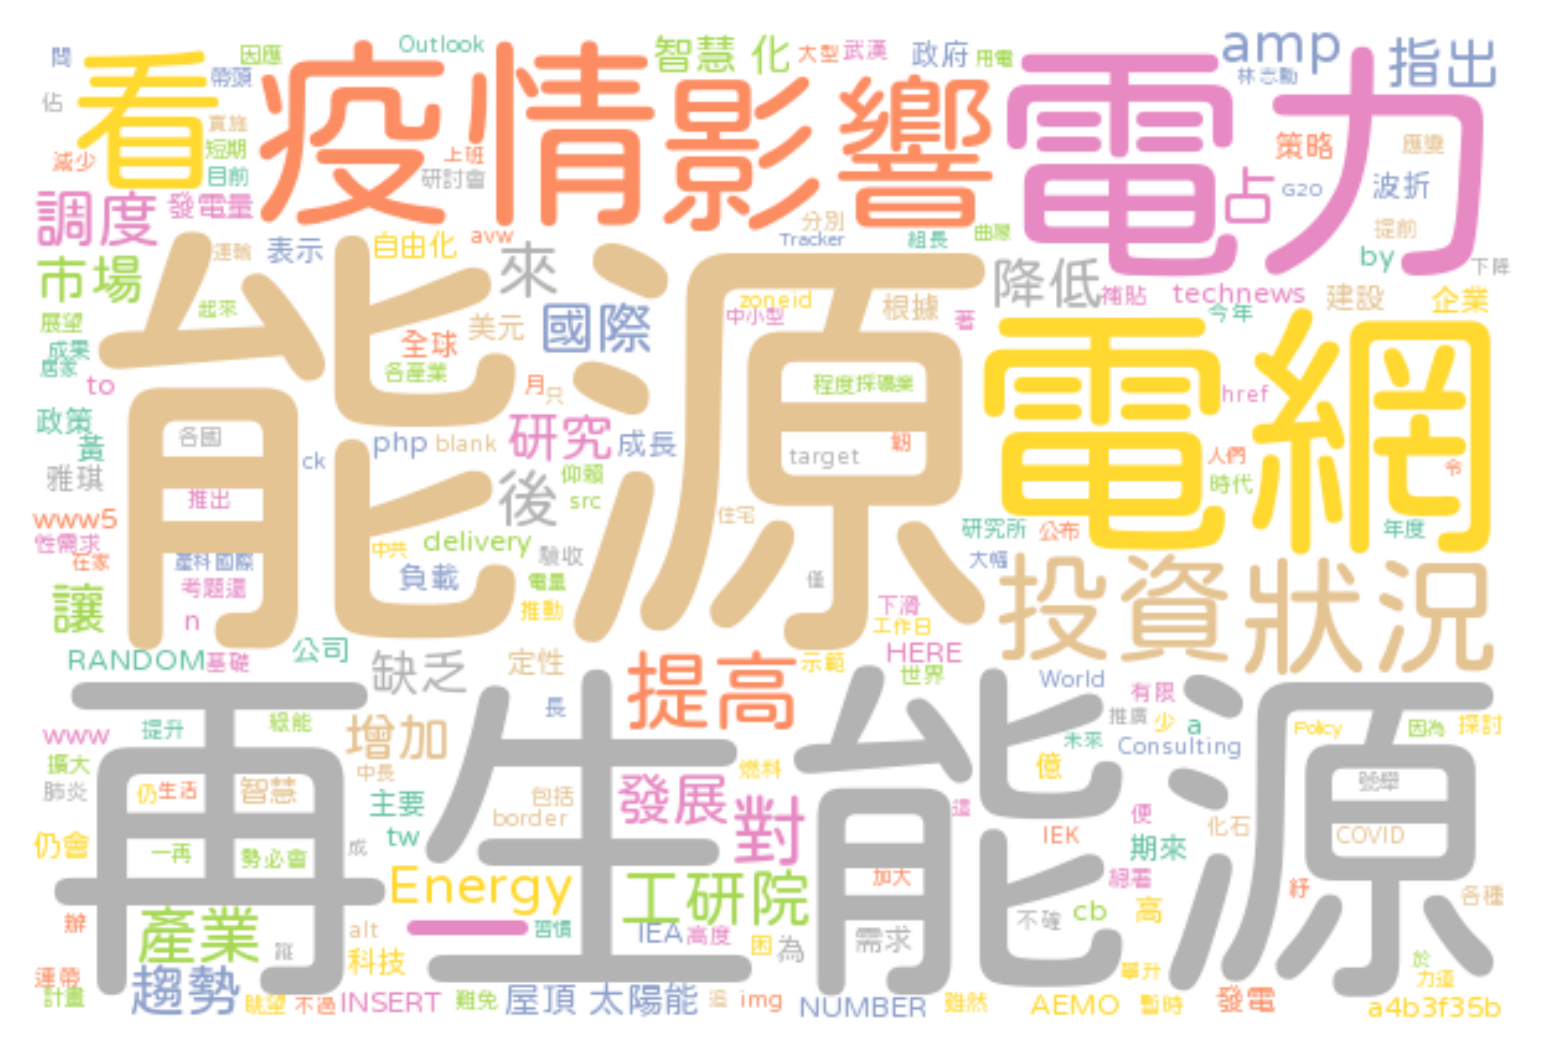 問
因應
Outlook
智慧 化
大型
武漢
政府
用電
amp
指出
看
帶頭
疫情影響
電力
林志勳
佔
實施
減少
短期
目前
上班
研討會
策略
應變
調度
發電量
占
G20
波折
分別
提前
表示
運輸
自由化
avw
Tracker
組長
曲線
by
下降
市場
來
降低
補貼
technews
建設
企業
能源
起來
展望
美元
國際
zoneid
中小型
根據
著
今年
電網
成果
居家
全球
各產業
to
月
只
程度採礦業
href
政策
黃
各國
php
blank
研究
成長
target
人們
令
雅琪
ck
後
仰賴
src
時代
推出
www5
性需求
在家
中共
delivery
驗收
住宅
研究所
公布
年度
產科國際
考題還
負載
電量
僅
大幅
投資狀況
讓
n
推動
下滑
工作日
RANDOM
基礎
公司
缺乏
定性
提高
示範
HERE
世界
World
有限
再生能源
www
提升
綠能
增加
長
推廣
少
a
未來
Consulting
Policy
因為
探討
擴大
肺炎
仍
生活
智慧
中長
主要
包括
border
發展
燃料
對
這
億
便
號舉
仍會
一再
勢必會
成
tw
IEK
期來
化石
COVID
Energy
工研院
加大
總署
紓
各種
辦
產業
alt
習慣
IEA
高度
困
為
需求
不確
cb
高
科技
於
力道
運帶
計畫
趨勢
眺望
不過
INSERT
難免
屋頂
太陽能
追
img
NUMBER
雖然
AEMO
攀升
暫時
發電
a4b3f35b